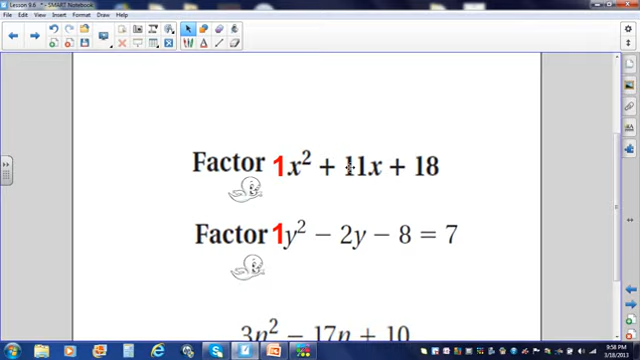 Lesson 9.6 * - SMART Notebook
File Edit View Insert Format Draw Help
Factor 1x² + 11x + 18
Factor 1y² − 2y − 8 = 7
3n² − 17n + 10
9:58 PM
3/18/2013